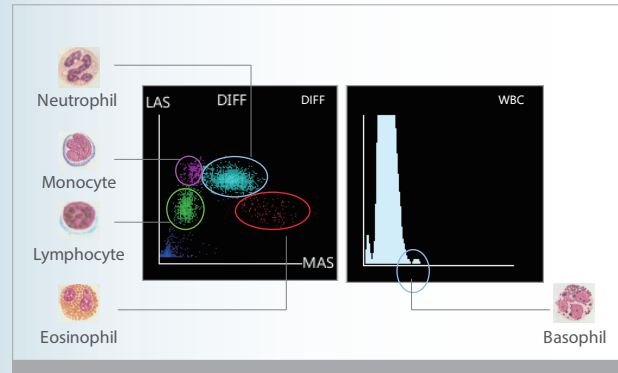 Neutrophil
Monocyte
Lymphocyte
Eosinophil
LAS
DIFF
DIFF
MAS
WBC
Basophil